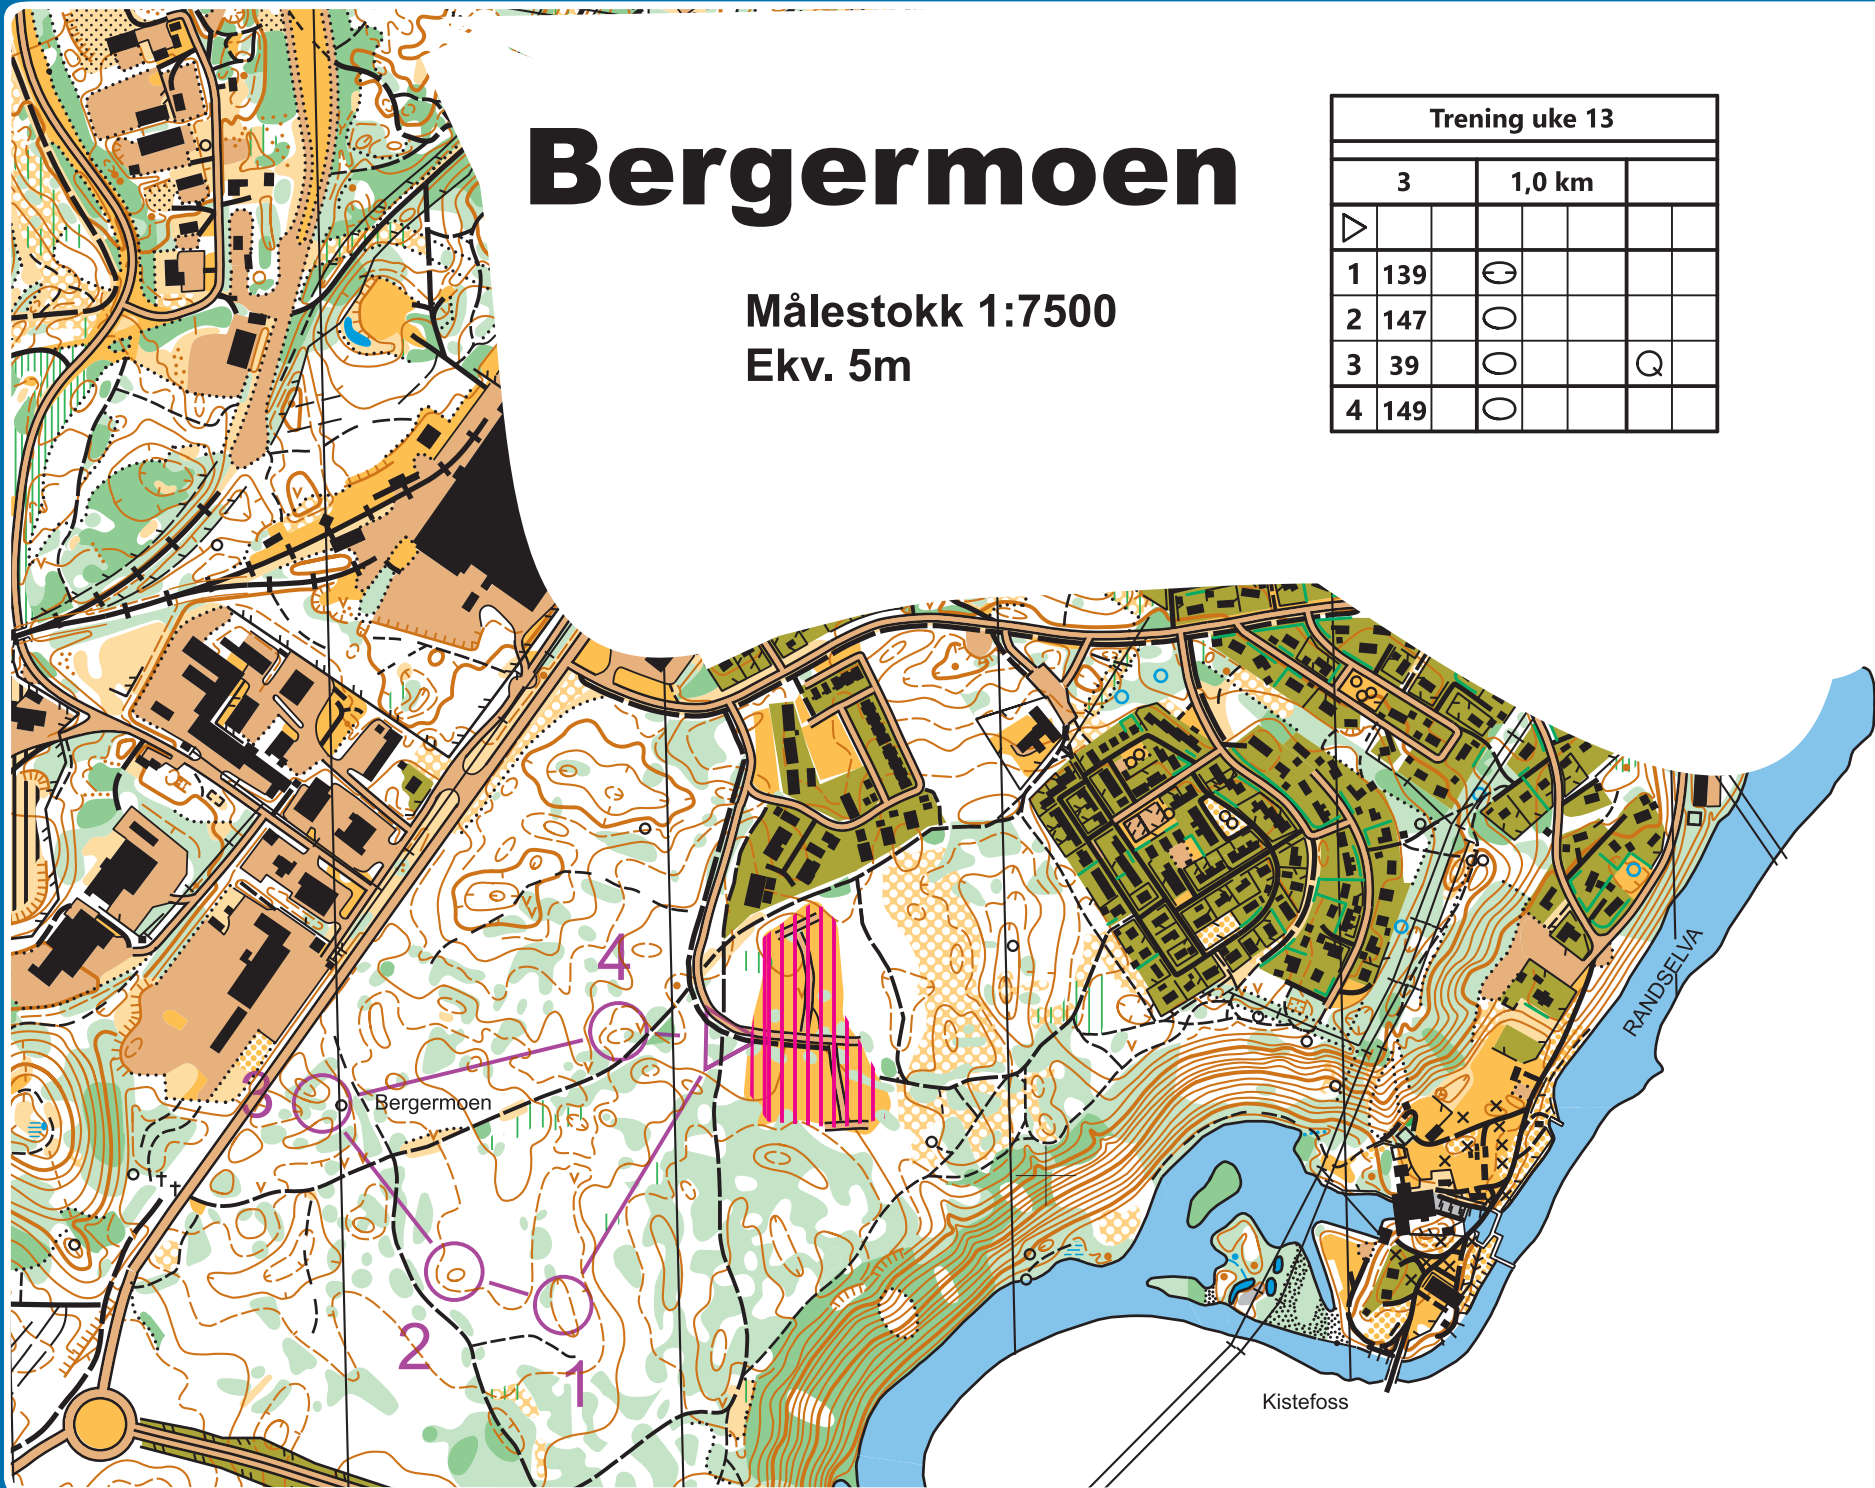 Bergermoen
Målestokk 1:7500
Ekv. 5m
Trening uke 13
3 1,0 km
1 139
2 147
3 39 Q
4 149
4
3
Bergermoen
2
1
RANDSELVA
Kistefoss